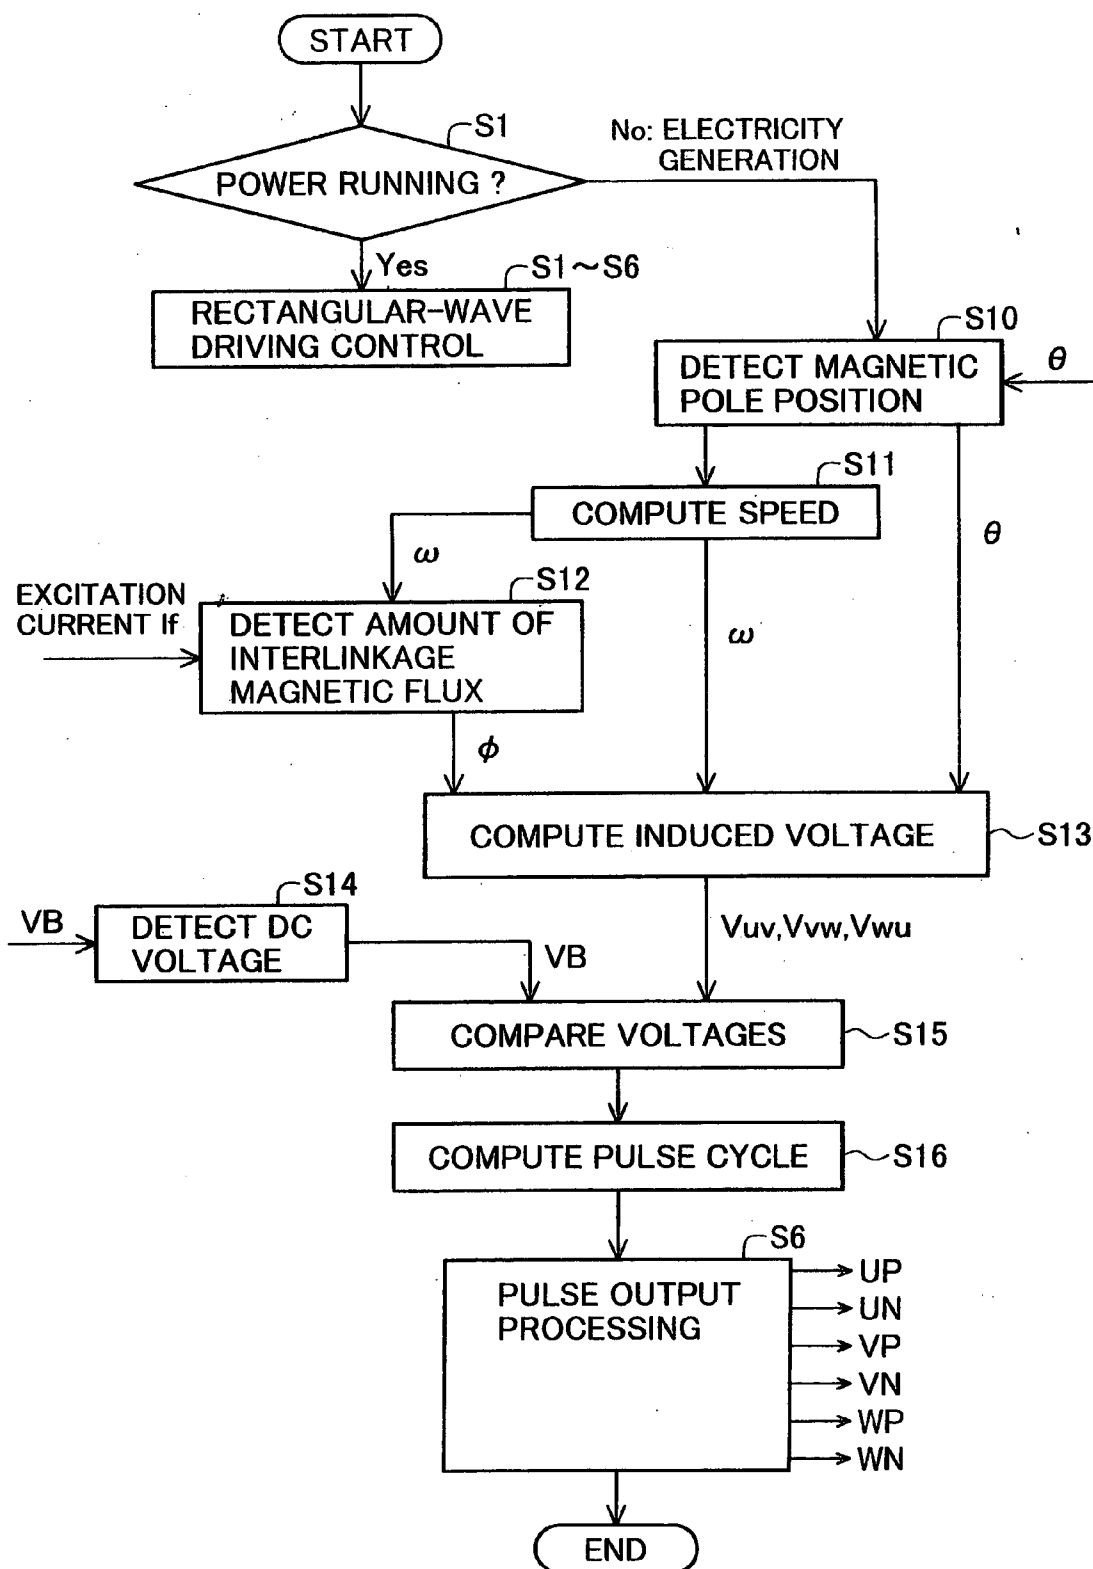 START
S1
No: ELECTRICITY
GENERATION
POWER RUNNING ?
Yes
S1～S6
RECTANGULAR-WAVE
DRIVING CONTROL
S10
DETECT MAGNETIC
POLE POSITION
θ
S11
COMPUTE SPEED
ω
θ
S12
EXCITATION
CURRENT If
DETECT AMOUNT OF
INTERLINKAGE
MAGNETIC FLUX
ω
ϕ
COMPUTE INDUCED VOLTAGE
S13
S14
VB
DETECT DC
VOLTAGE
VB
Vuv,Vvw,Vwu
COMPARE VOLTAGES
S15
COMPUTE PULSE CYCLE
S16
S6
PULSE OUTPUT
PROCESSING
UP
UN
VP
VN
WP
WN
END